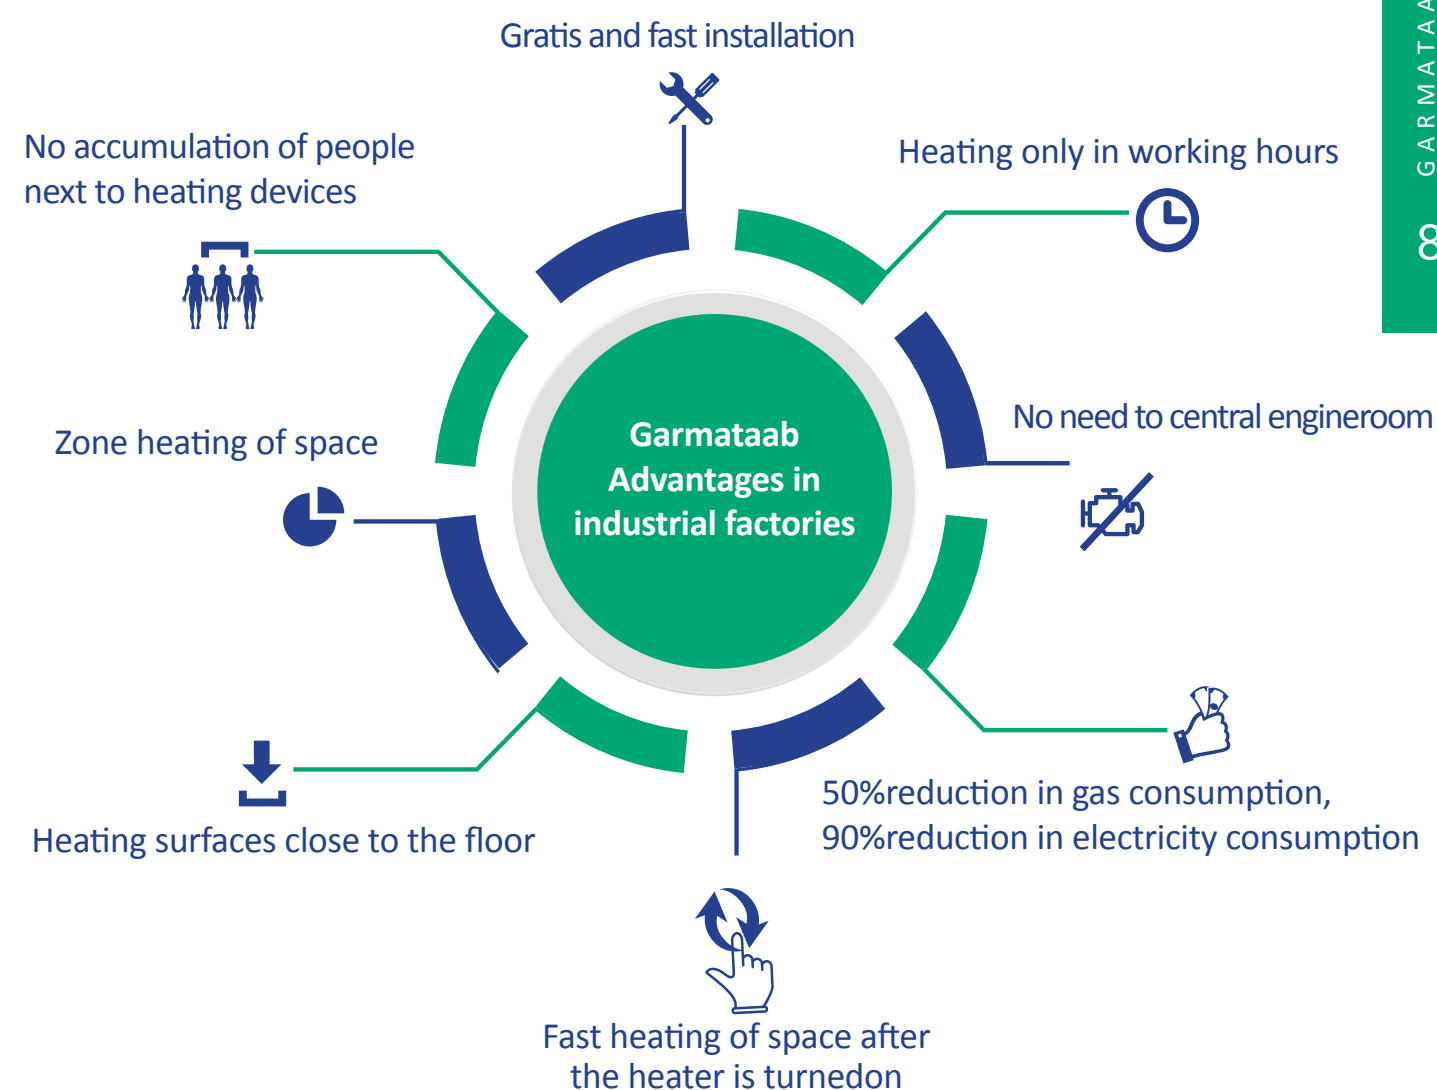 Gratis and fast installation
No accumulation of people
next to heating devices
Heating only in working hours
Zone heating of space
Garmataab
Advantages in
industrial factories
No need to central engineroom
50%reduction in gas consumption,
90%reduction in electricity consumption
Heating surfaces close to the floor
Fast heating of space after
the heater is turnedon
GARMATAA
8